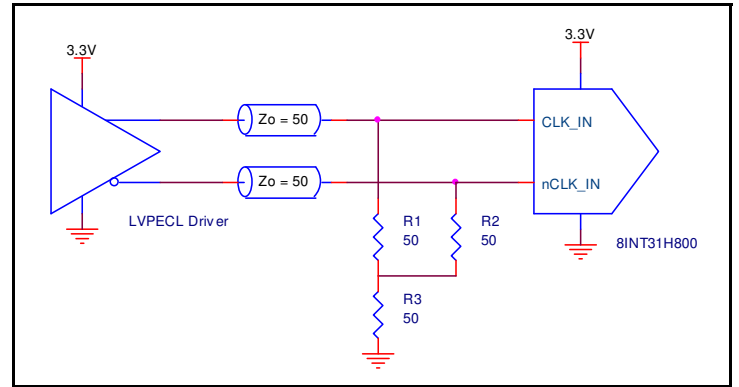 3.3V
3.3V
Zo = 50
CLK_IN
Zo = 50
nCLK_IN
LVPECL Driver
R1
50
R2
50
8INT31H800
R3
50